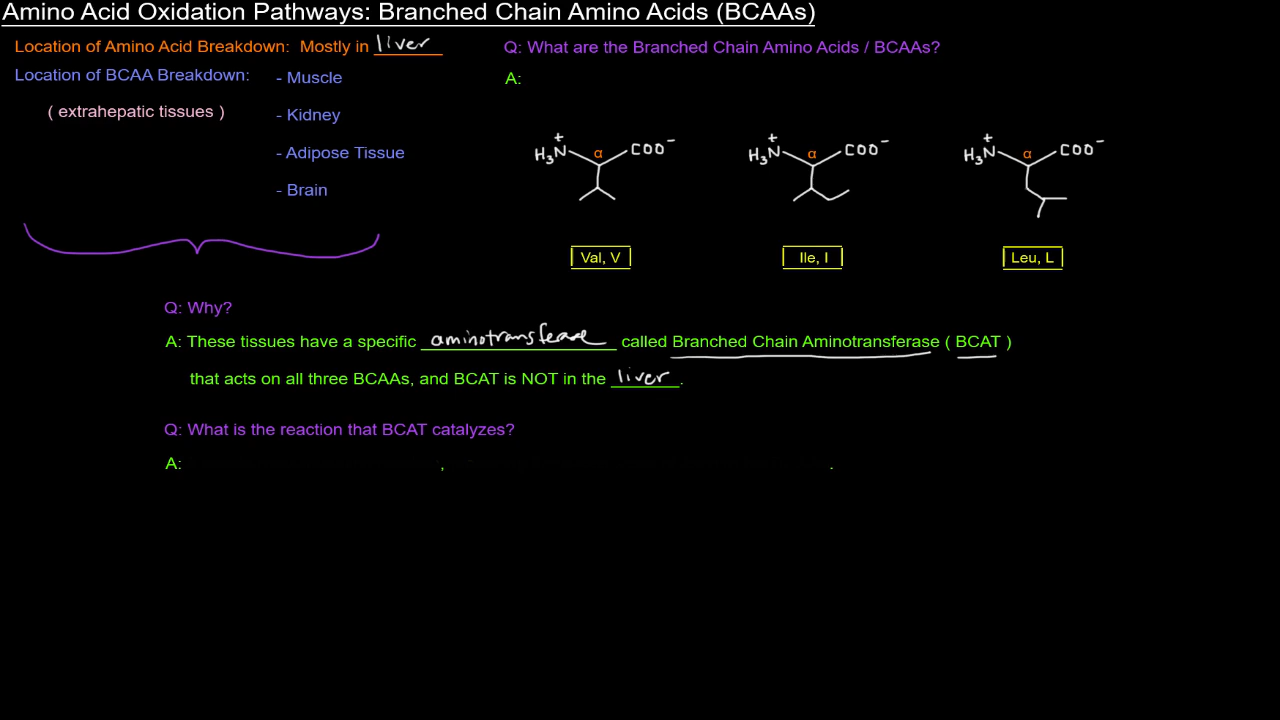 Amino Acid Oxidation Pathways: Branched Chain Amino Acids (BCAAs)
Location of Amino Acid Breakdown: Mostly in liver
Location of BCAA Breakdown:
( extrahepatic tissues )
- Muscle
- Kidney
- Adipose Tissue
- Brain
Q: What are the Branched Chain Amino Acids / BCAAs?
A:
H₃N⁺ α COO⁻
H₃N⁺ α COO⁻
H₃N⁺ α COO⁻
Val, V
Ile, I
Leu, L
Q: Why?
A: These tissues have a specific aminotransferase called Branched Chain Aminotransferase ( BCAT )
that acts on all three BCAAs, and BCAT is NOT in the liver.
Q: What is the reaction that BCAT catalyzes?
A: , .